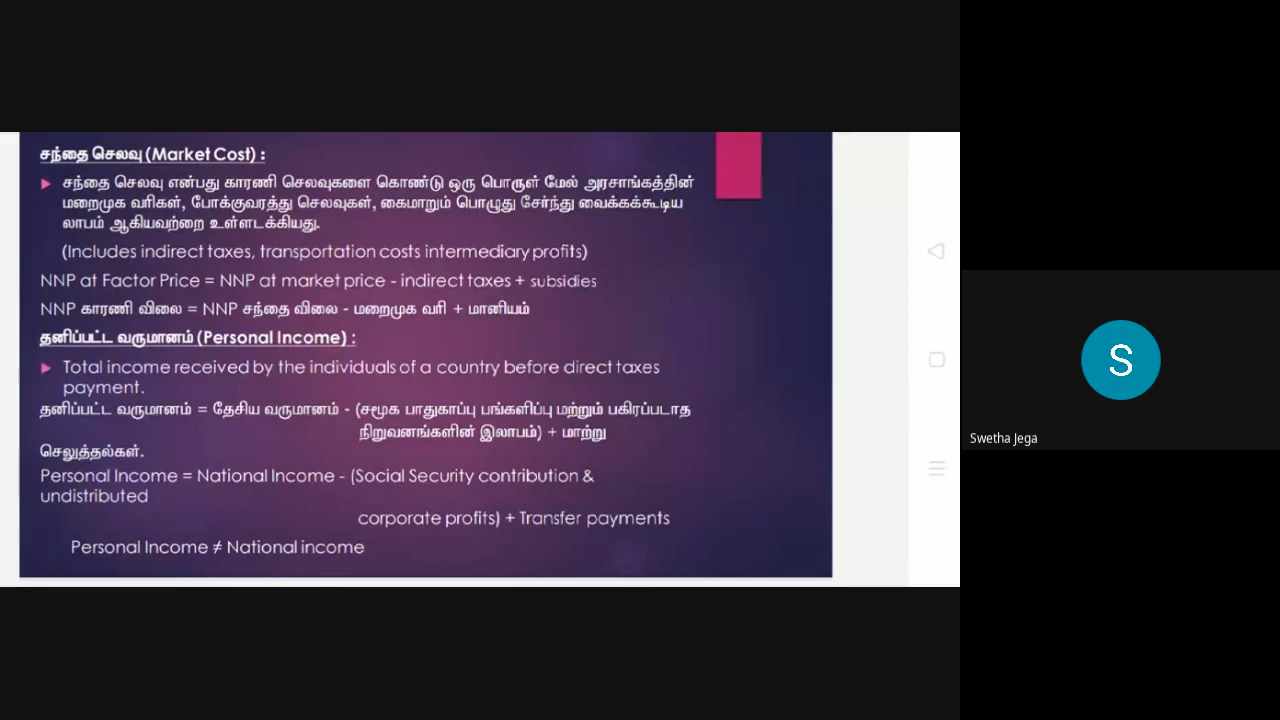 சந்தை செலவு (Market Cost) :
சந்தை செலவு என்பது காரணி செலவுகளை கொண்டு ஒரு பொருள் மேல் அரசாங்கத்தின்
மறைமுக வரிகள், போக்குவரத்து செலவுகள், கைமாறும் பொழுது சேர்ந்து வைக்கக்கூடிய
லாபம் ஆகியவற்றை உள்ளடக்கியது.
(Includes indirect taxes, transportation costs intermediary profits)
NNP at Factor Price = NNP at market price - indirect taxes + subsidies
NNP காரணி விலை = NNP சந்தை விலை - மறைமுக வரி + மானியம்
தனிப்பட்ட வருமானம் (Personal Income) :
Total income received by the individuals of a country before direct taxes
payment.
தனிப்பட்ட வருமானம் = தேசிய வருமானம் - (சமூக பாதுகாப்பு பங்களிப்பு மற்றும் பகிரப்படாத
நிறுவனங்களின் இலாபம்) + மாற்று
செலுத்தல்கள்.
Personal Income = National Income - (Social Security contribution &
undistributed
corporate profits) + Transfer payments
Personal Income ≠ National income
S
Swetha Jega